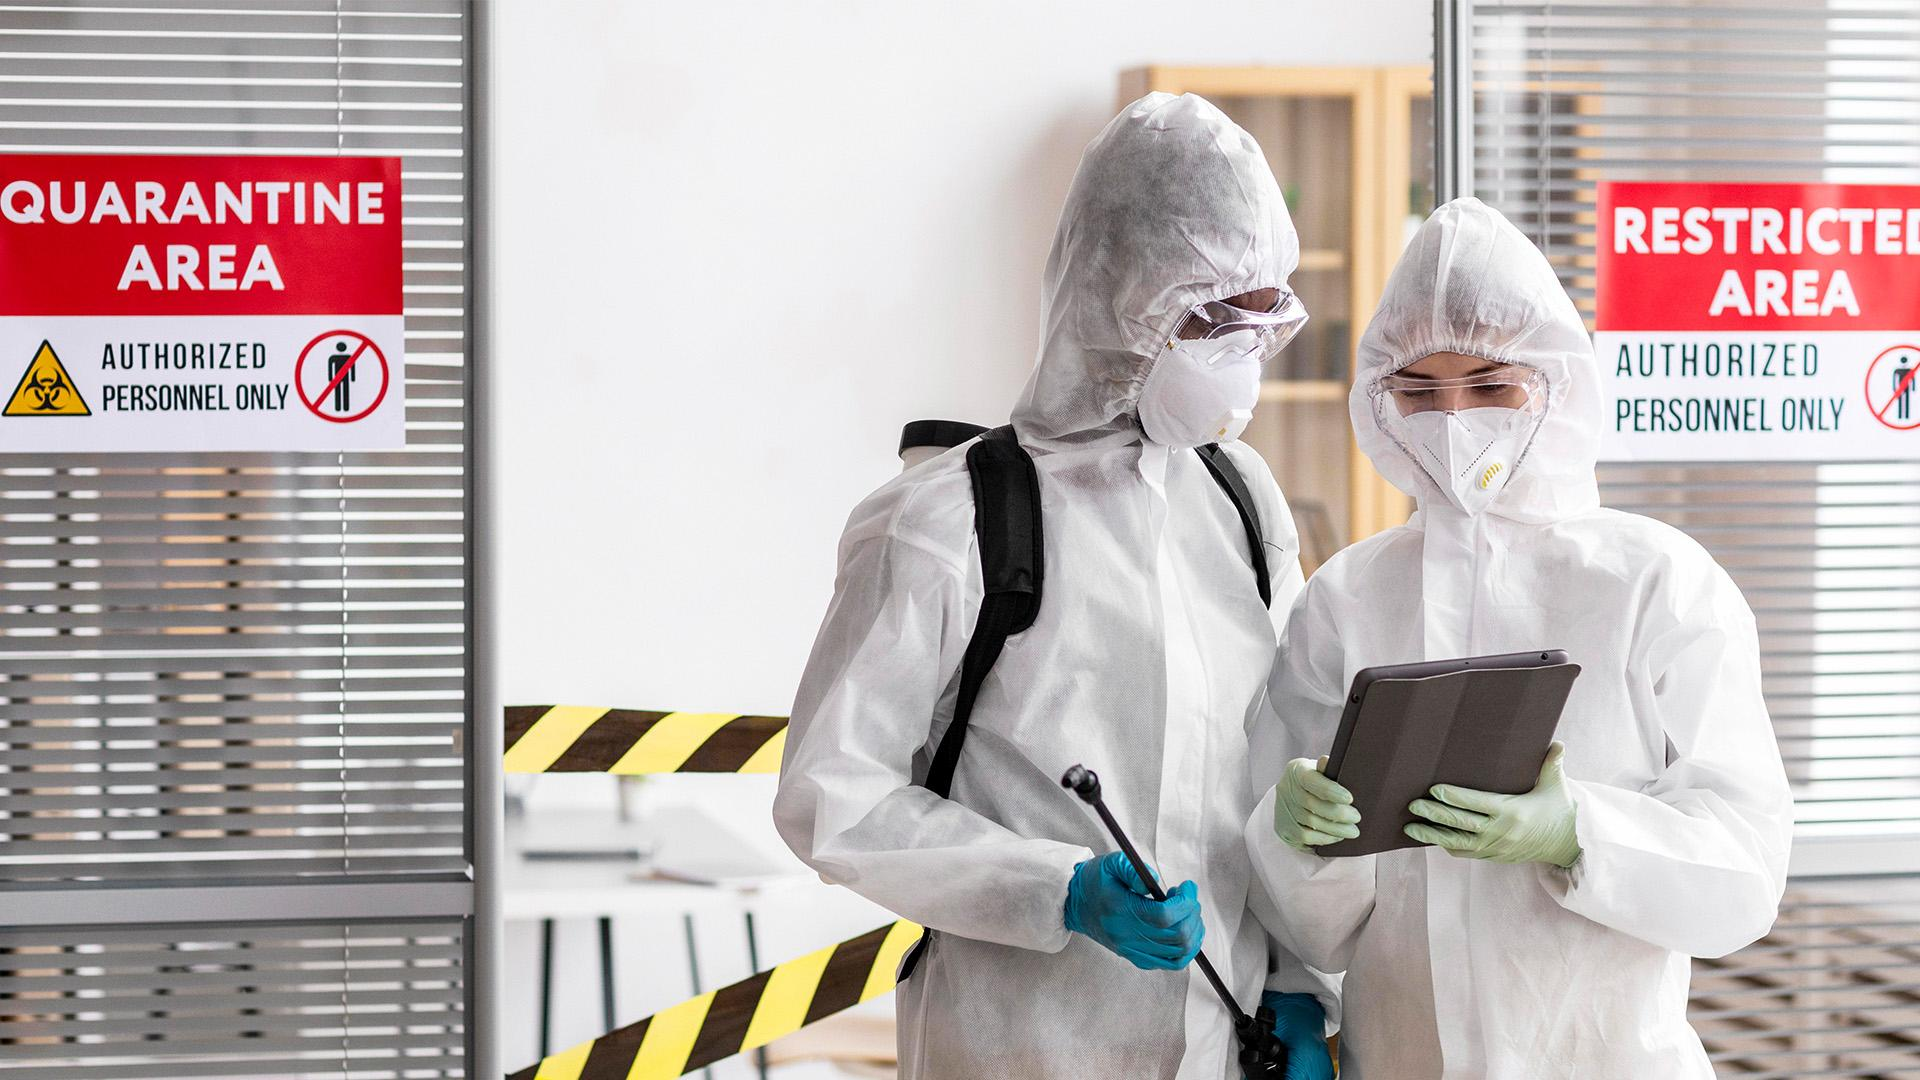 QUARANTINE
AREA
AUTHORIZED
PERSONNEL ONLY
RESTRICTED
AREA
AUTHORIZED
PERSONNEL ONLY